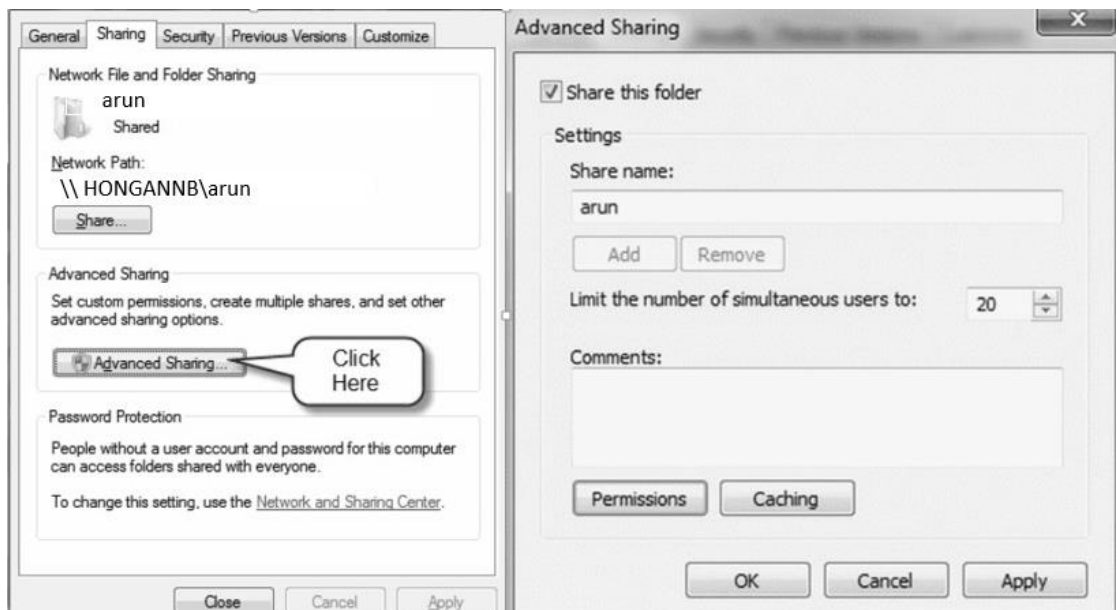 General Sharing Security Previous Versions Customize
Network File and Folder Sharing
arun
Shared
Network Path:
\\ HONGANNB\arun
Share...
Advanced Sharing
Set custom permissions, create multiple shares, and set other
advanced sharing options.
Advanced Sharing...
Click
Here
Password Protection
People without a user account and password for this computer
can access folders shared with everyone.
To change this setting, use the Network and Sharing Center.
Close Cancel Apply
Advanced Sharing
X
Share this folder
Settings
Share name:
arun
Add Remove
Limit the number of simultaneous users to: 20
Comments:
Permissions Caching
OK Cancel Apply